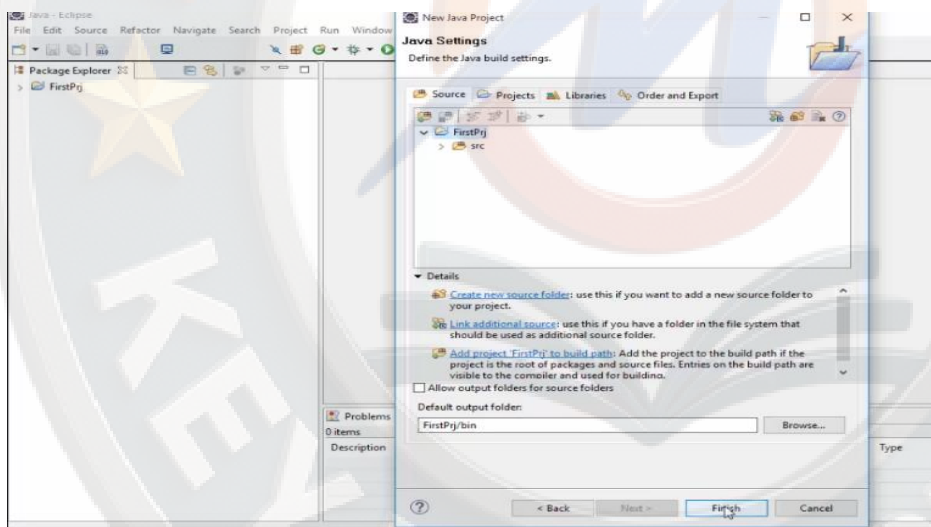 Java - Eclipse
File Edit Source Refactor Navigate Search Project Run Window
Package Explorer
FirstPrj
New Java Project
Java Settings
Define the Java build settings.
Source Projects Libraries Order and Export
FirstPrj
src
Details
Create new source folder: use this if you want to add a new source folder to
your project.
Link additional source: use this if you have a folder in the file system that
should be used as additional source folder.
Add project 'FirstPrj' to build path: Add the project to the build path if the
project is the root of packages and source files. Entries on the build path are
visible to the compiler and used for building.
Allow output folders for source folders
Default output folder:
FirstPrj/bin Browse...
< Back Next > Finish Cancel
Problems
0 items
Description
Type
KEY